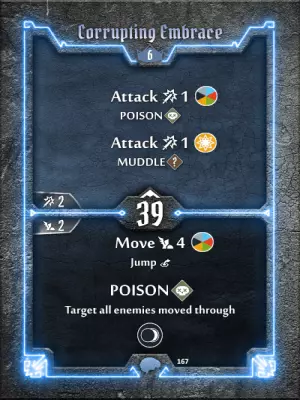 Corrupting Embrace
6
Attack 1
POISON
Attack 1
MUDDLE ?
2
39
2
Move 4
Jump
POISON
Target all enemies moved through
167